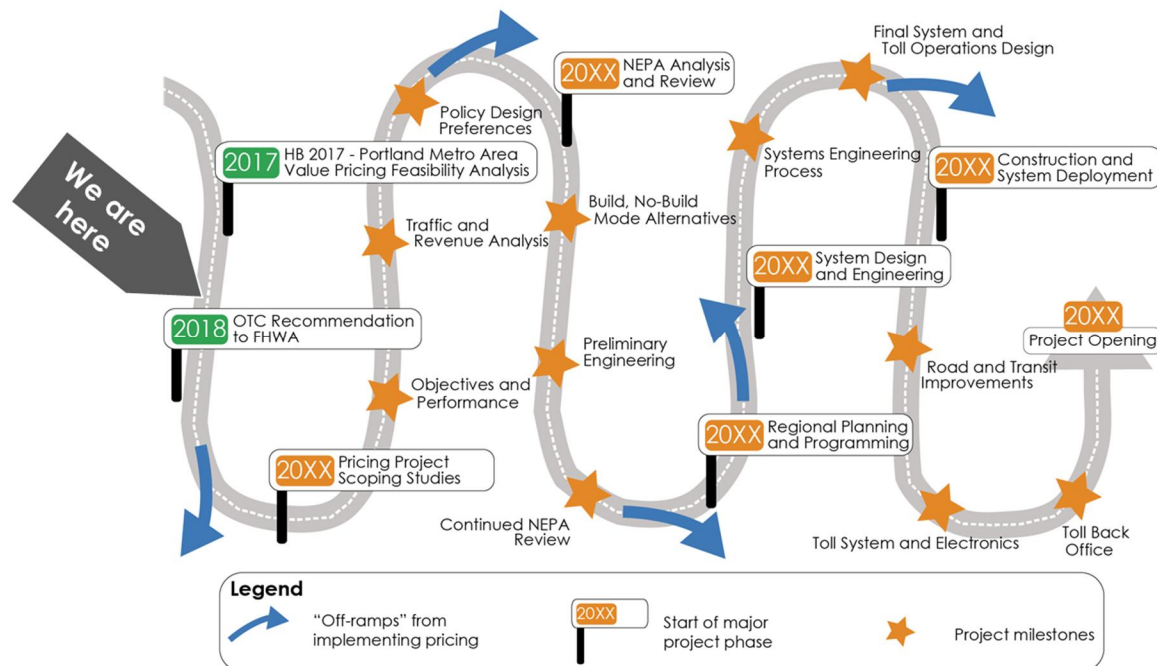 We are
here
2017
HB 2017 - Portland Metro Area
Value Pricing Feasibility Analysis
2018
OTC Recommendation
to FHWA
20XX
Pricing Project
Scoping Studies
Objectives and
Performance
Traffic and
Revenue Analysis
Policy Design
Preferences
20XX
NEPA Analysis
and Review
Build, No-Build
Mode Alternatives
Preliminary
Engineering
Continued NEPA
Review
20XX
Regional Planning
and Programming
20XX
System Design
and Engineering
Systems Engineering
Process
Final System and
Toll Operations Design
20XX
Construction and
System Deployment
Road and Transit
Improvements
Toll System and Electronics
Toll Back
Office
20XX
Project Opening
Legend
"Off-ramps" from
implementing pricing
20XX
Start of major
project phase
Project milestones